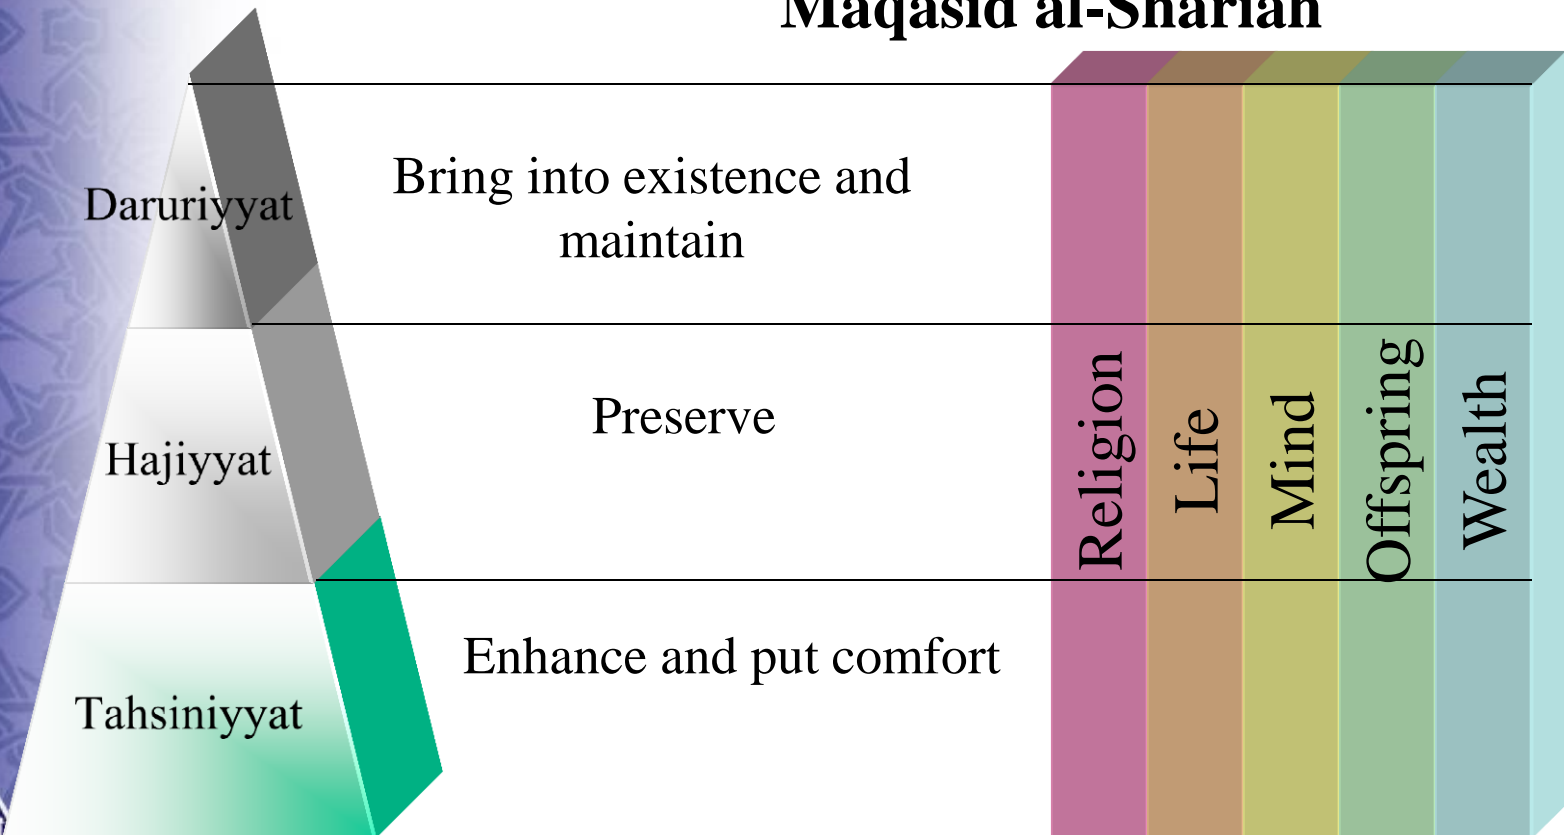 Maqasid al-Shariah
Daruriyyat
Bring into existence and
maintain
Hajiyyat
Preserve
Tahsiniyyat
Enhance and put comfort
Religion
Life
Mind
Offspring
Wealth